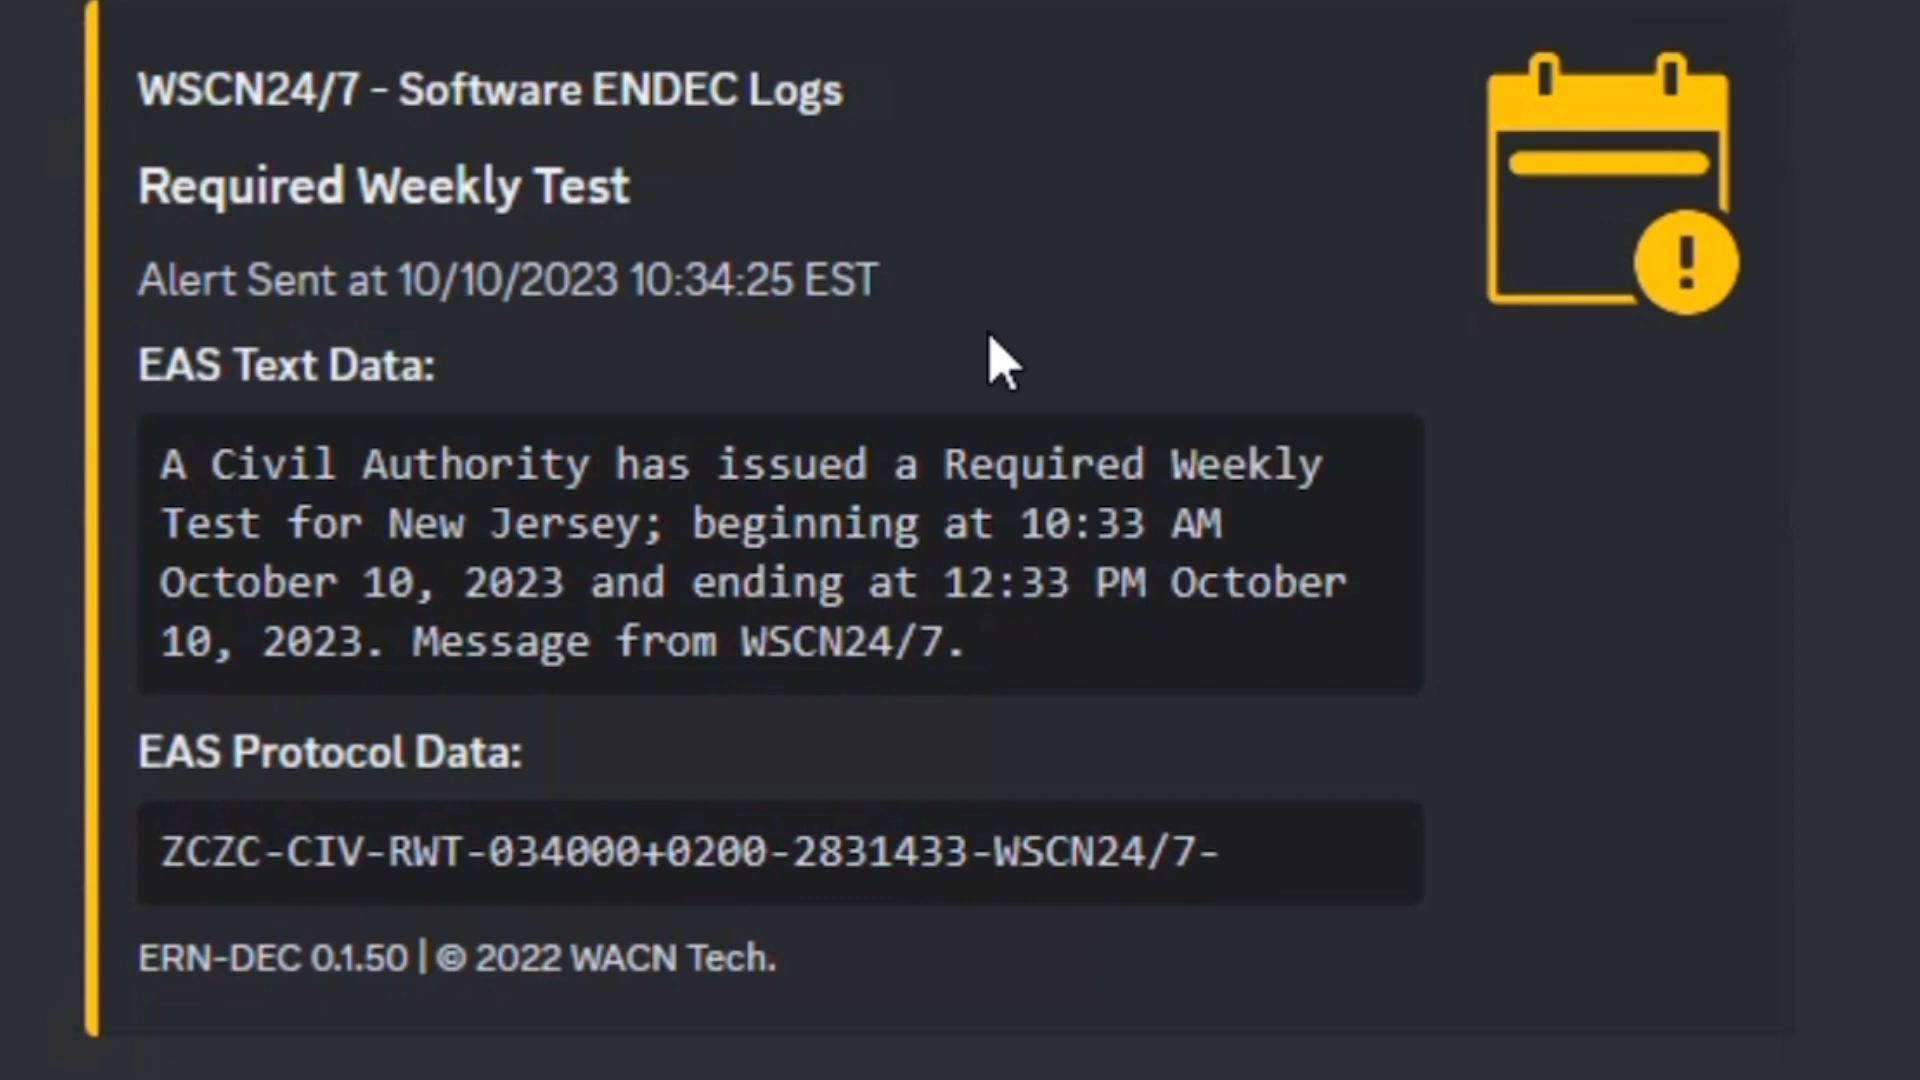 WSCN24/7 - Software ENDEC Logs
Required Weekly Test
Alert Sent at 10/10/2023 10:34:25 EST
EAS Text Data:
A Civil Authority has issued a Required Weekly
Test for New Jersey; beginning at 10:33 AM
October 10, 2023 and ending at 12:33 PM October
10, 2023. Message from WSCN24/7.
EAS Protocol Data:
ZCZC-CIV-RWT-034000+0200-2831433-WSCN24/7-
ERN-DEC 0.1.50 | © 2022 WACN Tech.